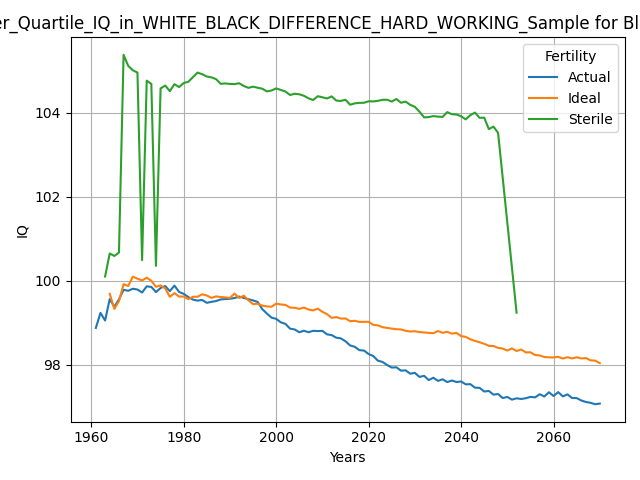 er_Quartile_IQ_in_WHITE_BLACK_DIFFERENCE_HARD_WORKING_Sample for Bl
Fertility
Actual
Ideal
Sterile
IQ
104
102
100
98
1960
1980
2000
2020
2040
2060
Years